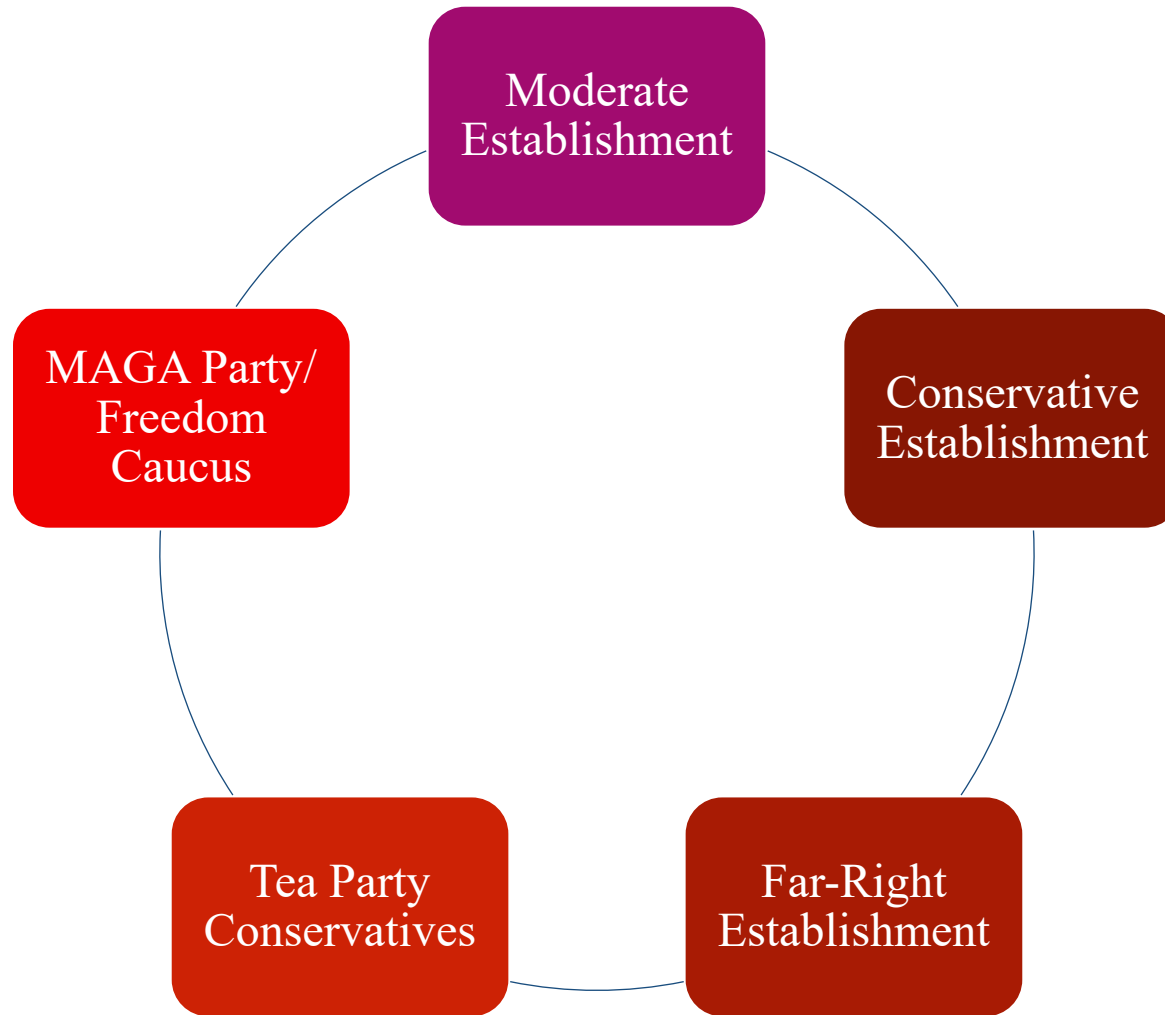 Moderate
Establishment
Conservative
Establishment
Far-Right
Establishment
Tea Party
Conservatives
MAGA Party/
Freedom
Caucus